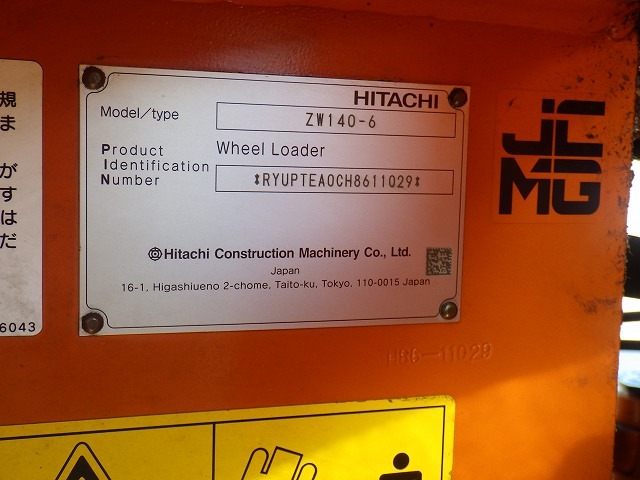 規
ま
が
す
は
だ
6043
HITACHI
Model/type ZW140-6
Product Wheel Loader
Identification
Number *RYUPTEA0CH8611029*
Hitachi Construction Machinery Co., Ltd.
Japan
16-1, Higashiueno 2-chome, Taito-ku, Tokyo, 110-0015 Japan
JCMG
HRG-11029